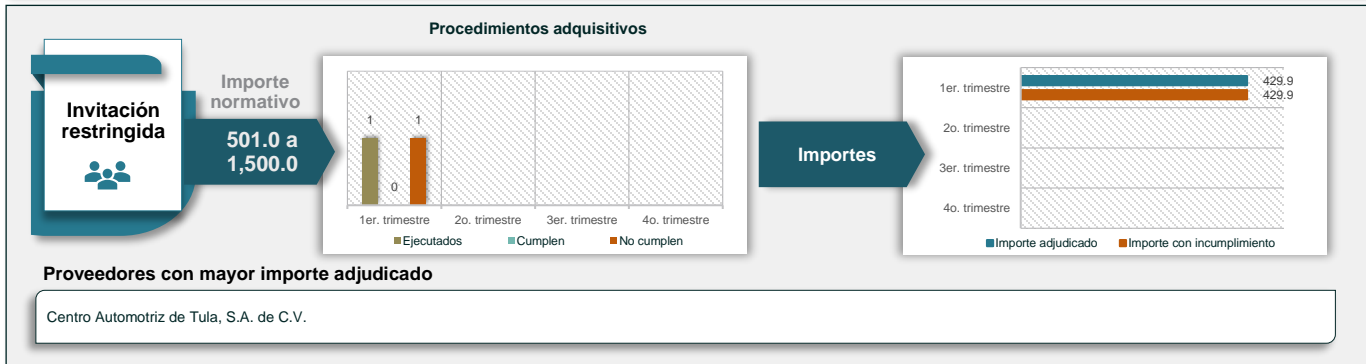 Procedimientos adquisitivos
Invitación
restringida
Importe
normativo
501.0 a
1,500.0
1
0
1
1er. trimestre
2o. trimestre
3er. trimestre
4o. trimestre
Ejecutados
Cumplen
No cumplen
Importes
1er. trimestre
429.9
429.9
2o. trimestre
3er. trimestre
4o. trimestre
Importe adjudicado
Importe con incumplimiento
Proveedores con mayor importe adjudicado
Centro Automotriz de Tula, S.A. de C.V.